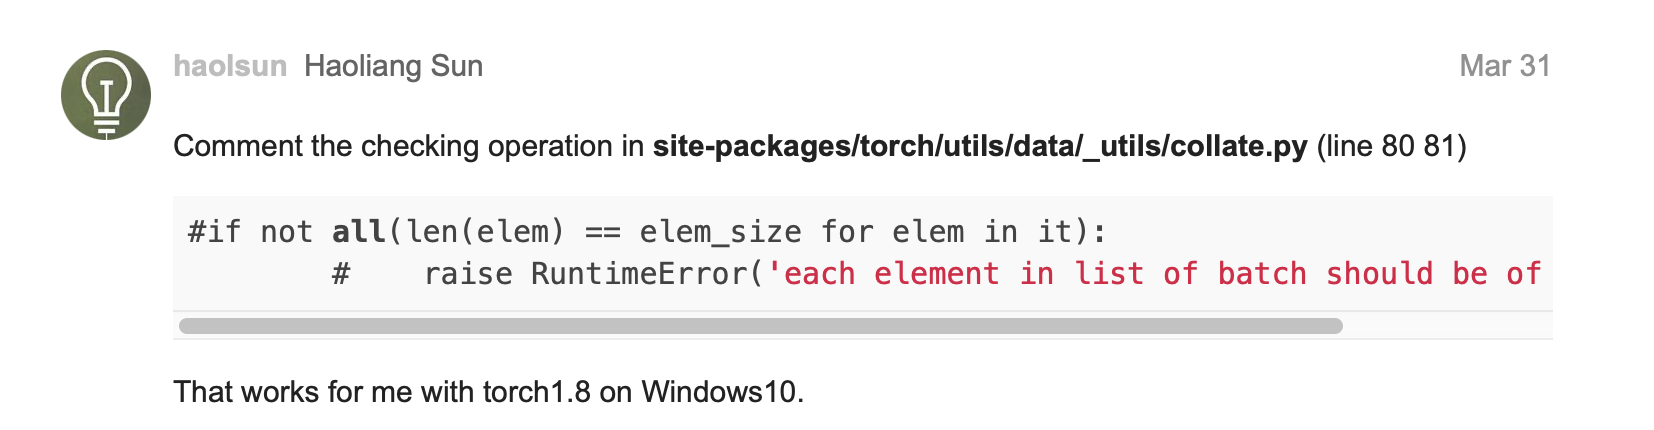 haolsun Haoliang Sun Mar 31
Comment the checking operation in site-packages/torch/utils/data/_utils/collate.py (line 80 81)
#if not all(len(elem) == elem_size for elem in it):
        #    raise RuntimeError('each element in list of batch should be of
That works for me with torch1.8 on Windows10.